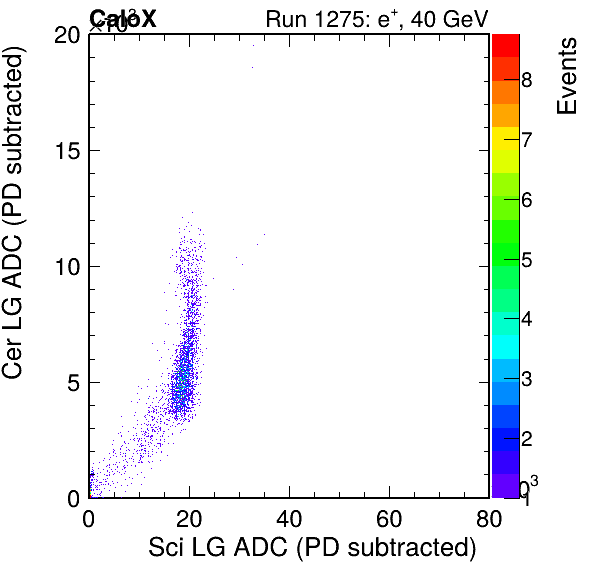 CaloX Run 1275: e+, 40 GeV
×10³
Events
Cer LG ADC (PD subtracted)
20
15
10
5
0
0 20 40 60 80
Sci LG ADC (PD subtracted)
8
7
6
5
4
3
2
1